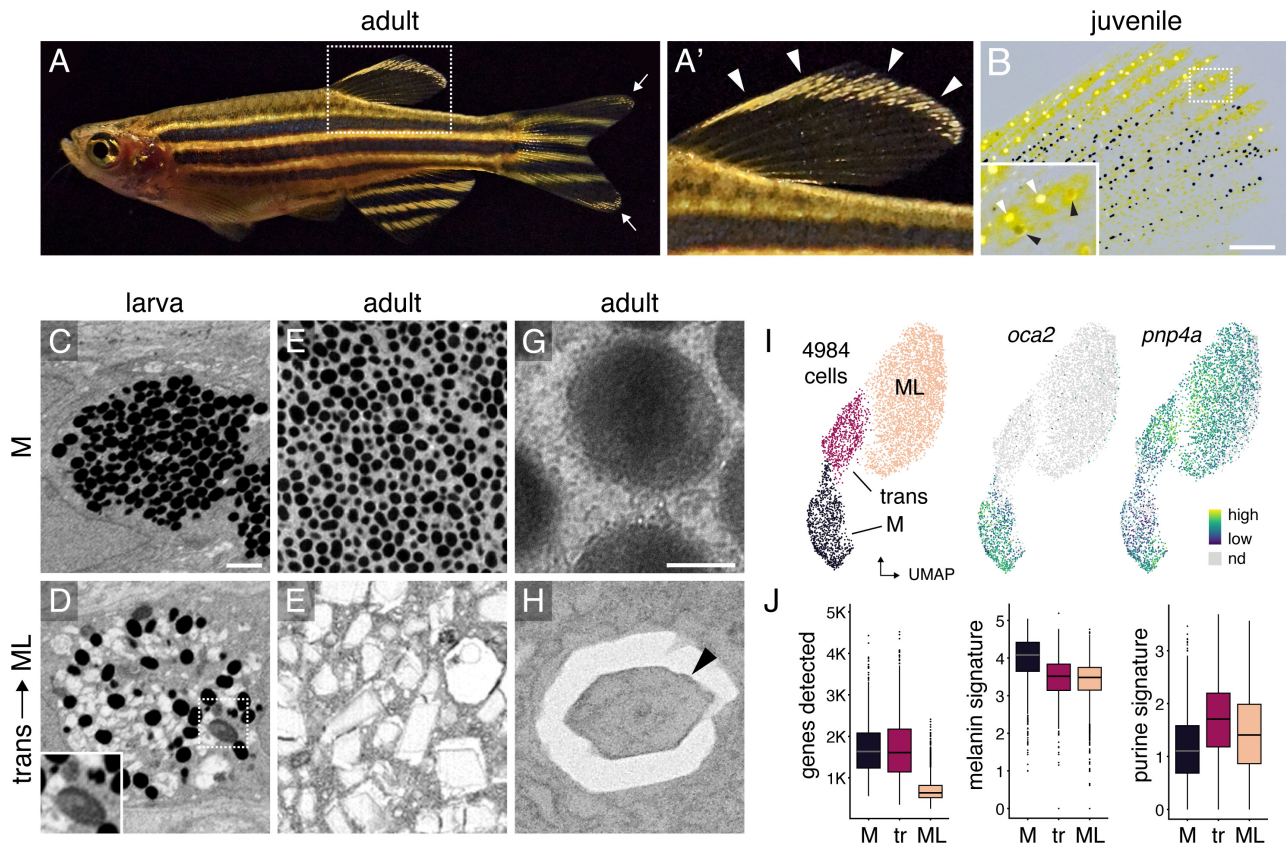 adult
juvenile
A
A'
B
larva
adult
adult
M
C
E
G
trans → ML
D
E
H
I
4984
cells
ML
trans
M
UMAP
oca2
pnp4a
high
low
nd
J
genes detected
5K
4K
3K
2K
1K
M tr ML
melanin signature
5
4
3
2
1
0
M tr ML
purine signature
3
2
1
0
M tr ML